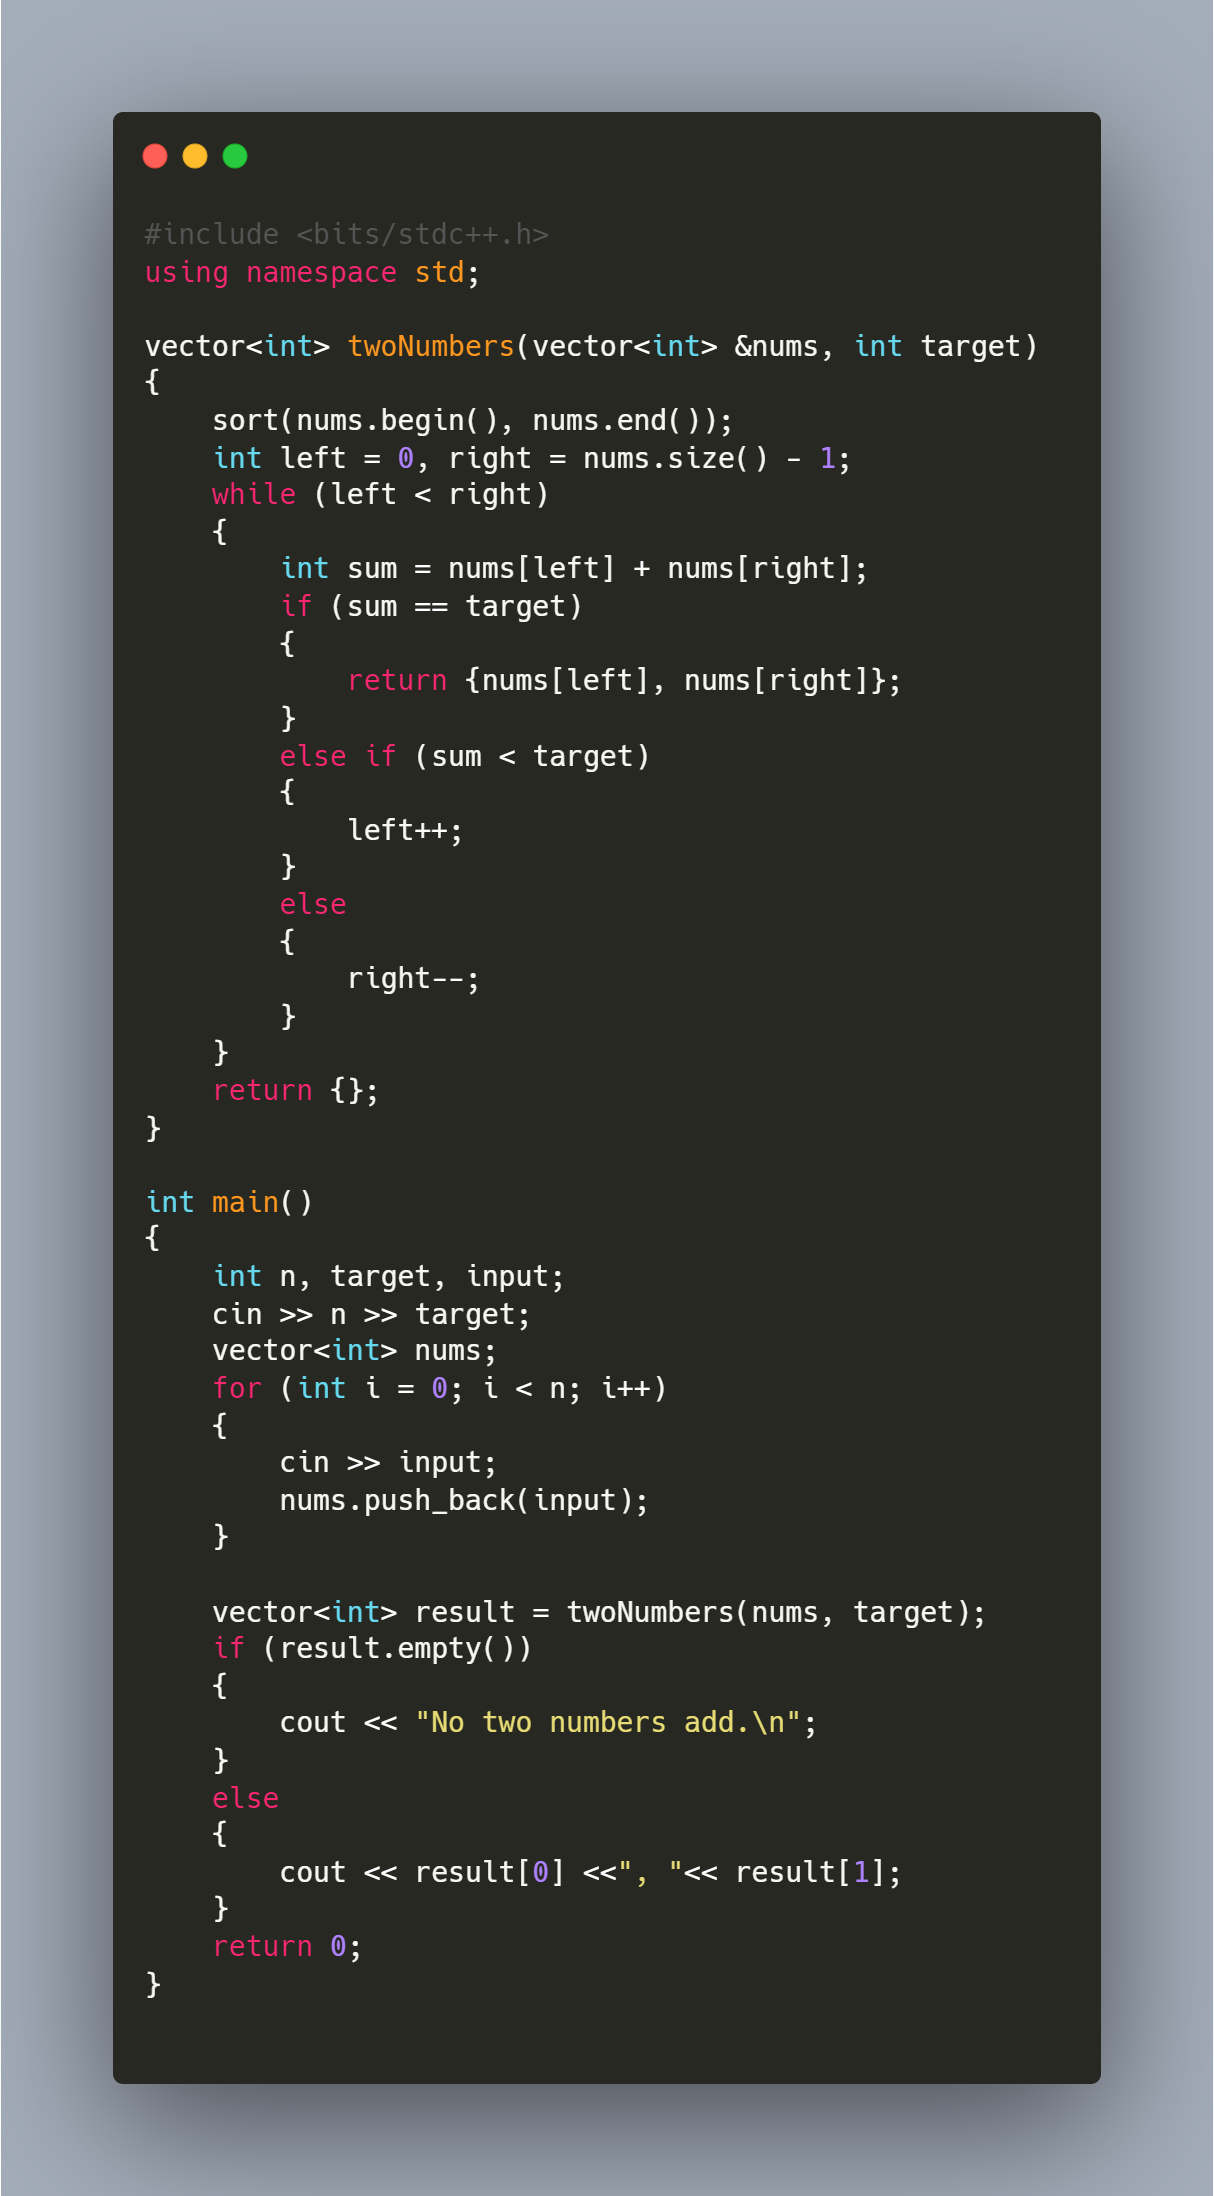 #include <bits/stdc++.h>
using namespace std;

vector<int> twoNumbers(vector<int> &nums, int target)
{
    sort(nums.begin(), nums.end());
    int left = 0, right = nums.size() - 1;
    while (left < right)
    {
        int sum = nums[left] + nums[right];
        if (sum == target)
        {
            return {nums[left], nums[right]};
        }
        else if (sum < target)
        {
            left++;
        }
        else
        {
            right--;
        }
    }
    return {};
}

int main()
{
    int n, target, input;
    cin >> n >> target;
    vector<int> nums;
    for (int i = 0; i < n; i++)
    {
        cin >> input;
        nums.push_back(input);
    }

    vector<int> result = twoNumbers(nums, target);
    if (result.empty())
    {
        cout << "No two numbers add.\n";
    }
    else
    {
        cout << result[0] <<", "<< result[1];
    }
    return 0;
}